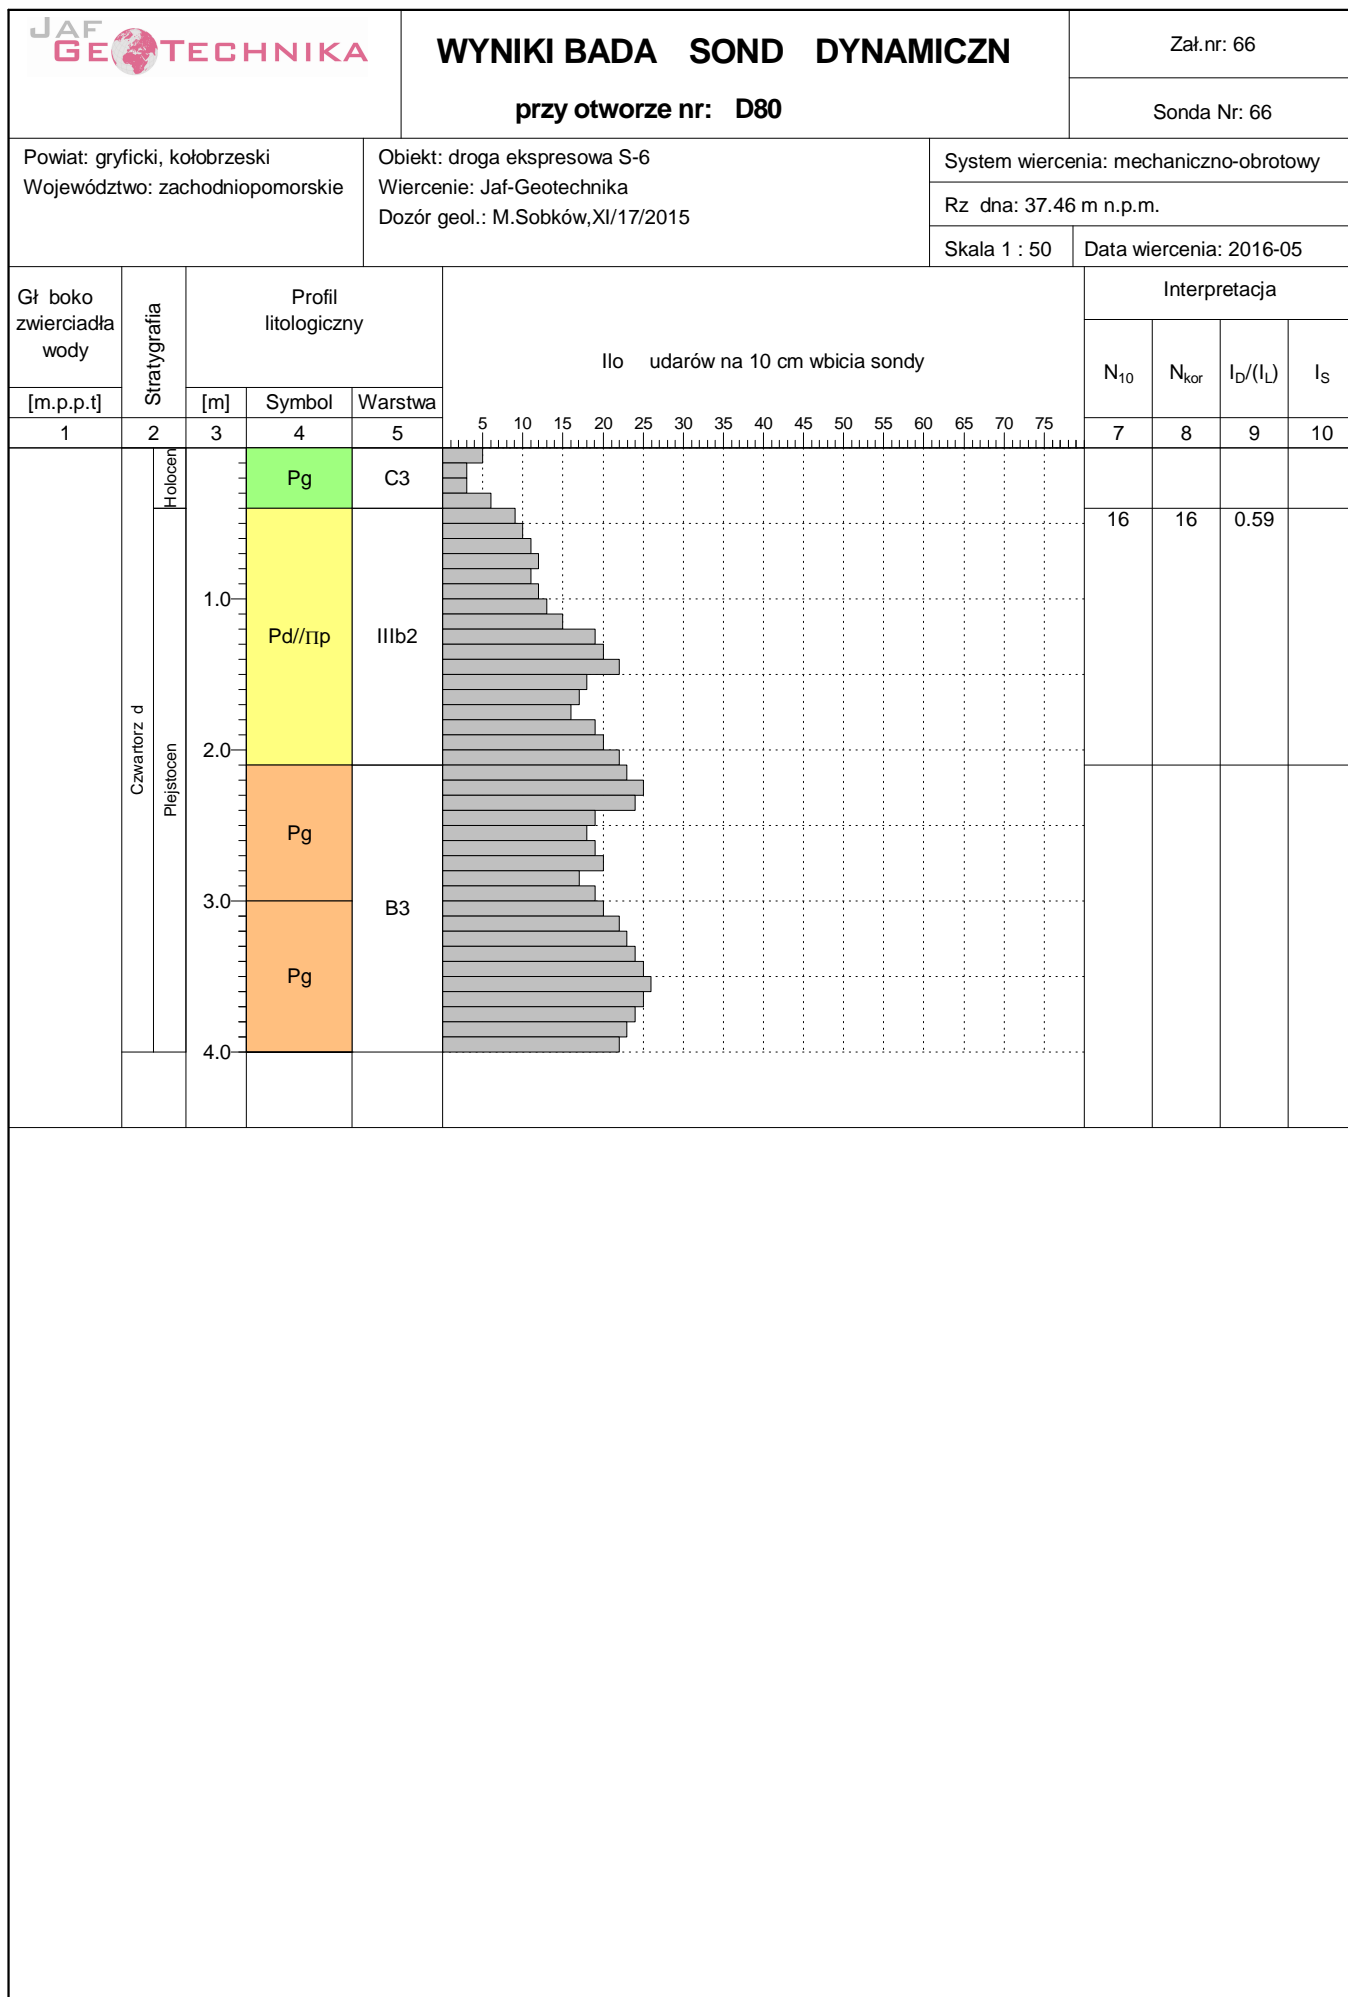 JAF
GEOTECHNIKA
WYNIKI BADA SOND DYNAMICZN
przy otworze nr: D80
Zał.nr: 66
Sonda Nr: 66
Powiat: gryficki, kołobrzeski
Województwo: zachodniopomorskie
Obiekt: droga ekspresowa S-6
Wiercenie: Jaf-Geotechnika
Dozór geol.: M.Sobków,XI/17/2015
System wiercenia: mechaniczno-obrotowy
Rz dna: 37.46 m n.p.m.
Skala 1 : 50
Data wiercenia: 2016-05
Gł boko
zwierciadła
wody
[m.p.p.t]
Stratygrafia
Profil
litologiczny
[m] Symbol Warstwa
Ilo udarów na 10 cm wbicia sondy
Interpretacja
N10 Nkor ID/(IL) IS
1 2 3 4 5
5 10 15 20 25 30 35 40 45 50 55 60 65 70 75
7 8 9 10
Czwartorz d
Holocen
Plejstocen
Pg C3
16 16 0.59
1.0
Pd//Πp IIIb2
2.0
Pg
3.0
B3
Pg
4.0